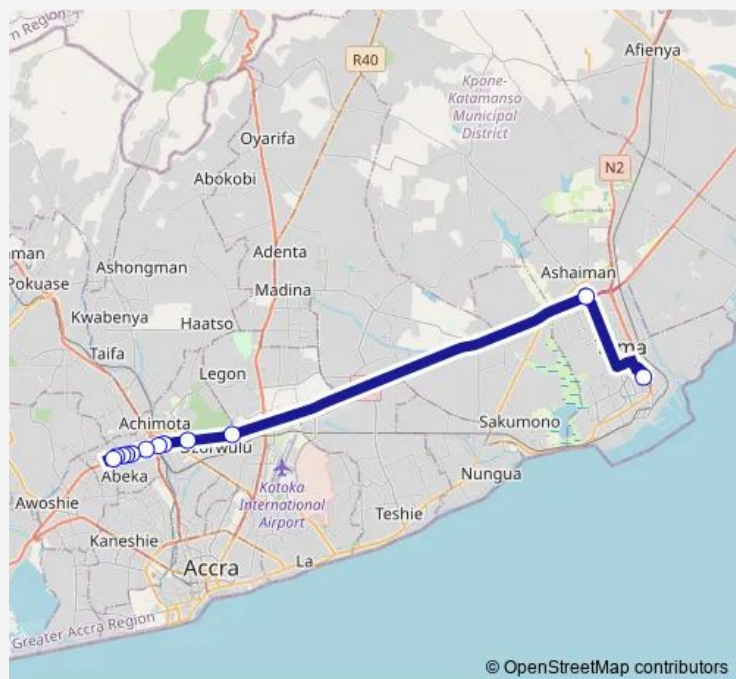 Afienya
R40
Kpone-
Katamanso
Municipal
District
Oyarifa
N2
Abokobi
Adenta
Ashaiman
Ashongman
Madina
Pokuase
Kwabenya
Haatso
Taifa
Legon
Achimota
Sakumono
Dzorwulu
Abeka
Nungua
Kotoka
International
Airport
Awoshie
Teshie
Kaneshie
La
Accra
Greater Accra Region
© OpenStreetMap contributors